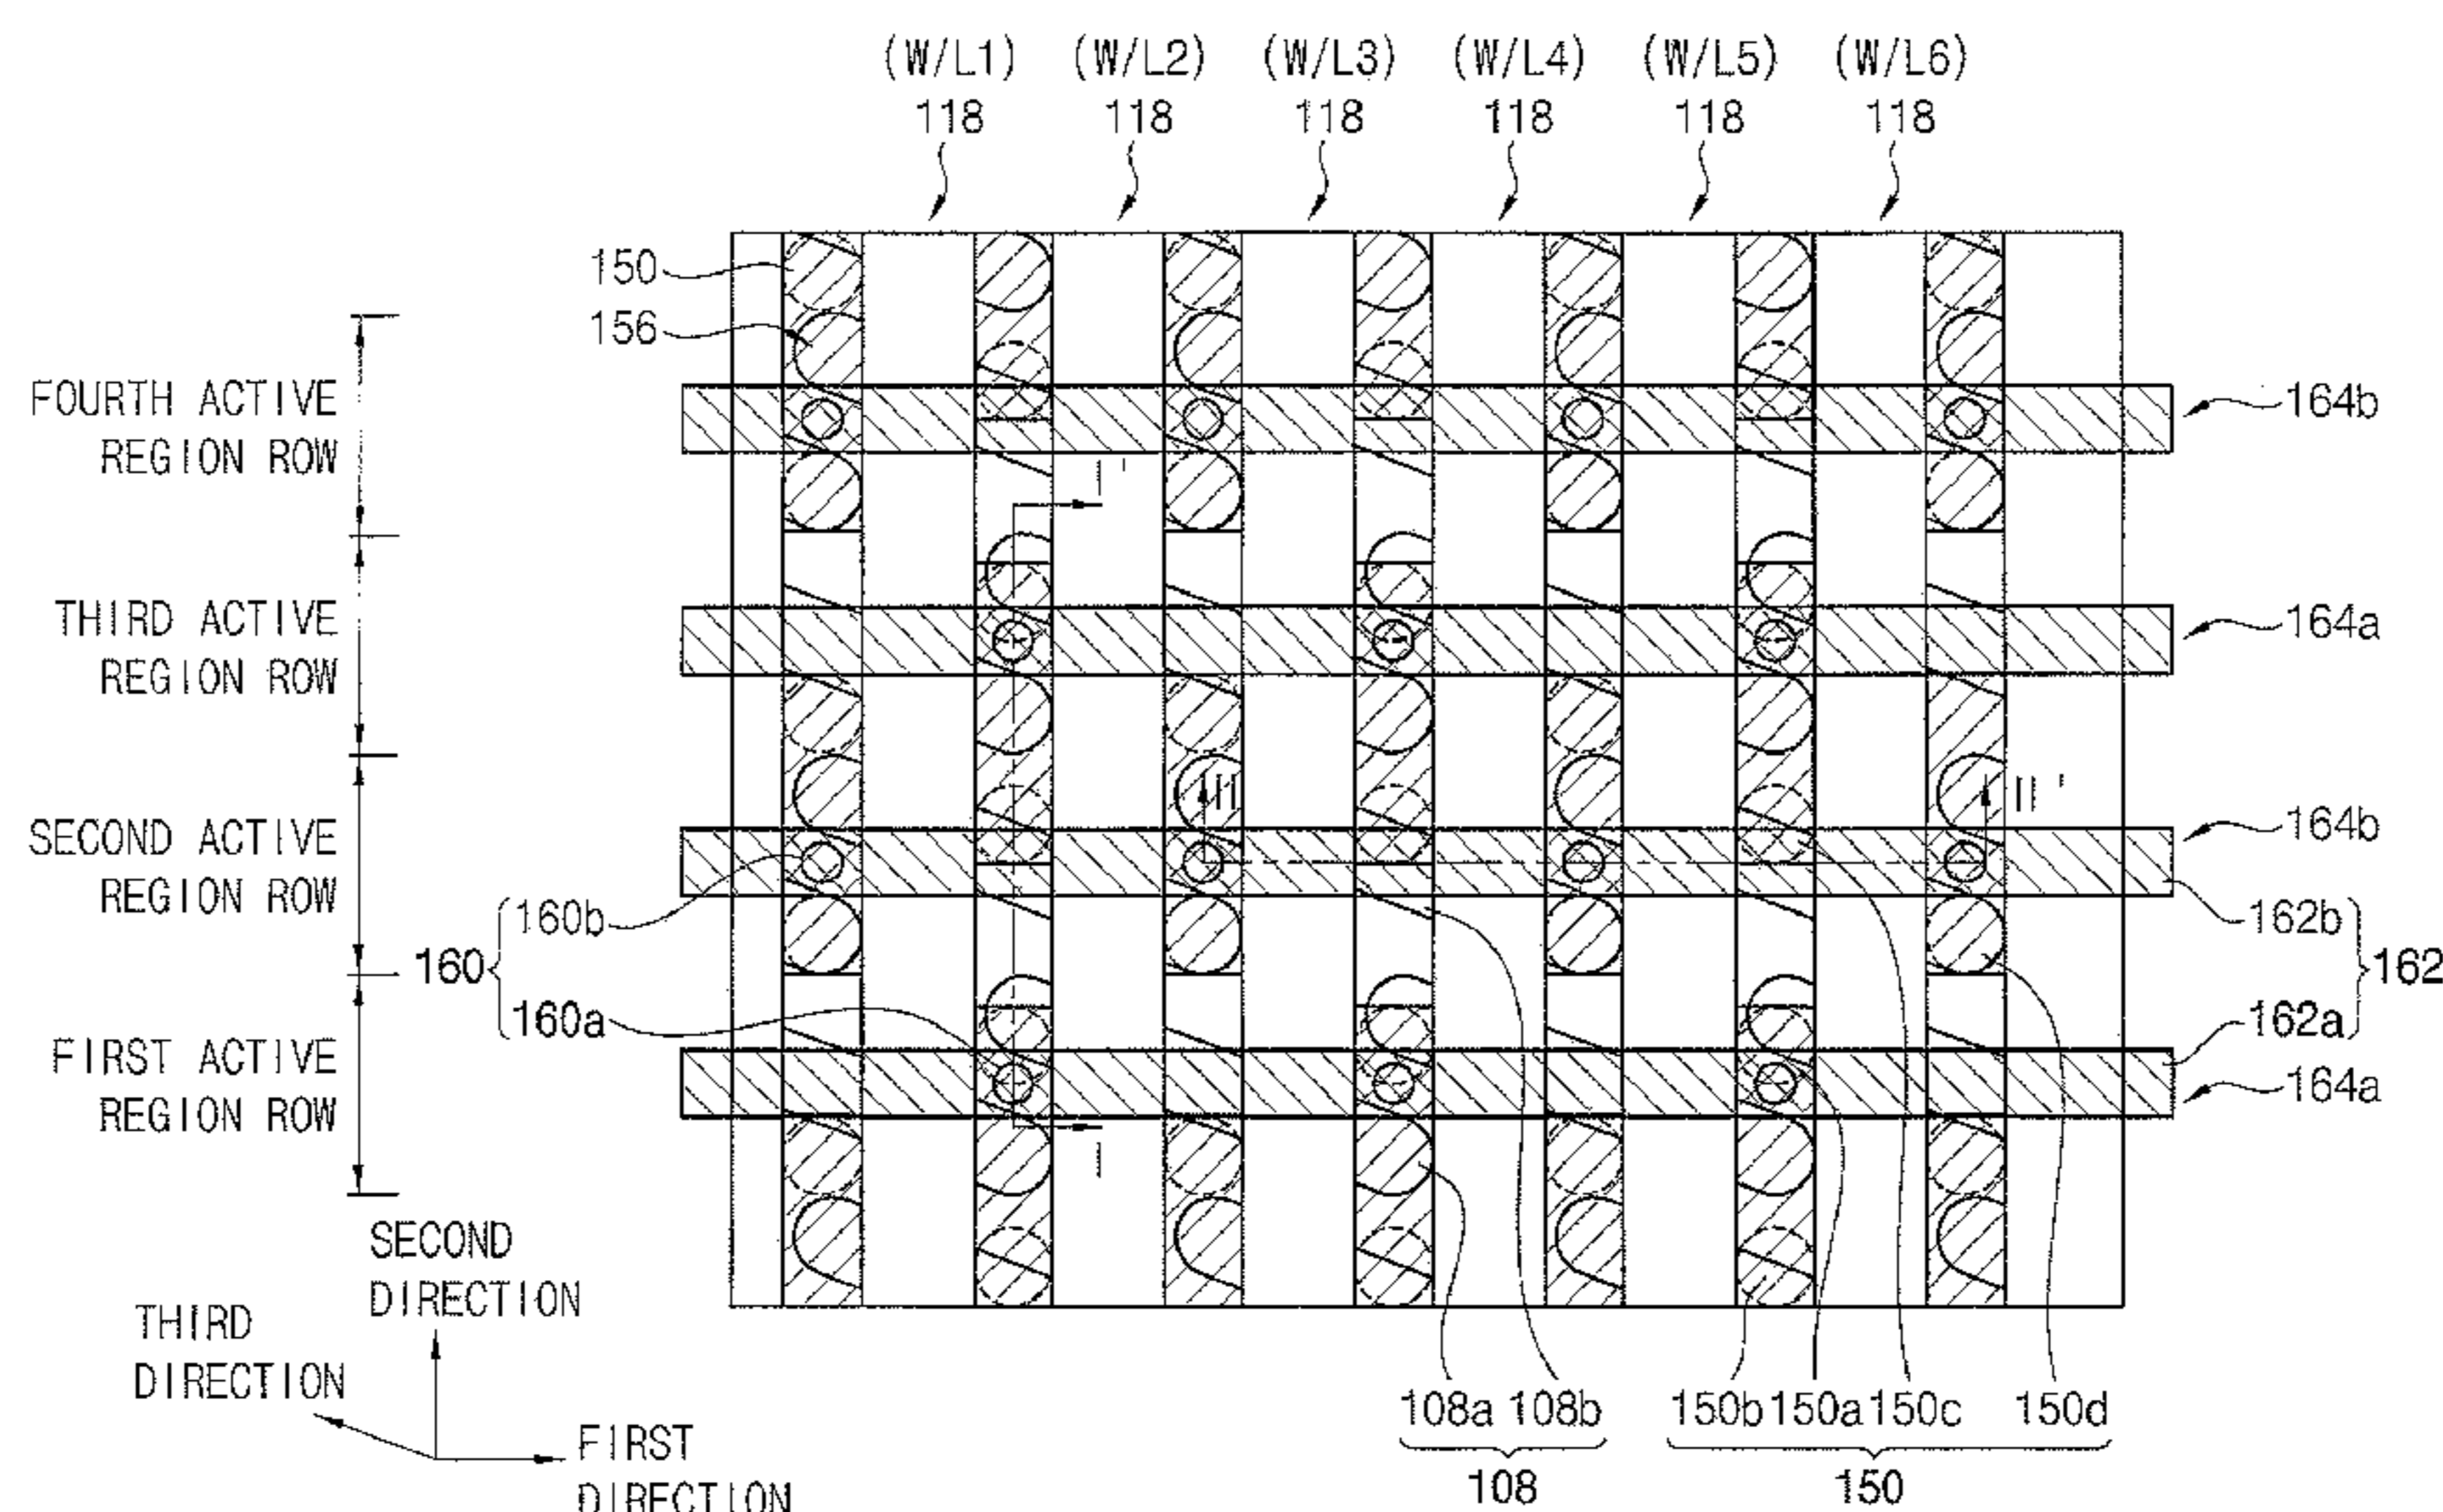 (W/L1) (W/L2) (W/L3) (W/L4) (W/L5) (W/L6)
118 118 118 118 118 118
150
156
FOURTH ACTIVE
REGION ROW
164b
I'
THIRD ACTIVE
REGION ROW
164a
II II'
SECOND ACTIVE
REGION ROW
164b
160b
160
160a
162b
162
162a
FIRST ACTIVE
REGION ROW
164a
I
SECOND
DIRECTION
THIRD
DIRECTION
FIRST
DIRECTION
108a 108b 150b 150a 150c 150d
108 150